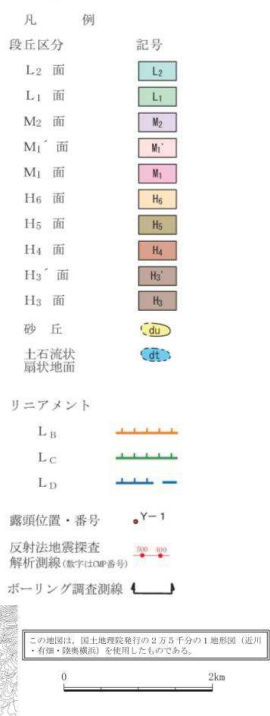 凡 例
段丘区分 記号
L2 面 L2
L1 面 L1
M2 面 M2
M1´ 面 M1'
M1 面 M1
H6 面 H6
H5 面 H5
H4 面 H4
H3´ 面 H3'
H3 面 H3
砂 丘 du
土石流状
扇状地面 dt
リニアメント
LB
LC
LD
露頭位置・番号 Y-1
反射法地震探査
解析測線(数字はCMP番号) 300 400
ボーリング調査測線
この地図は、国土地理院発行の2万5千分の1地形図(近川
・有畑・陸奥横浜)を使用したものである。
0 2km